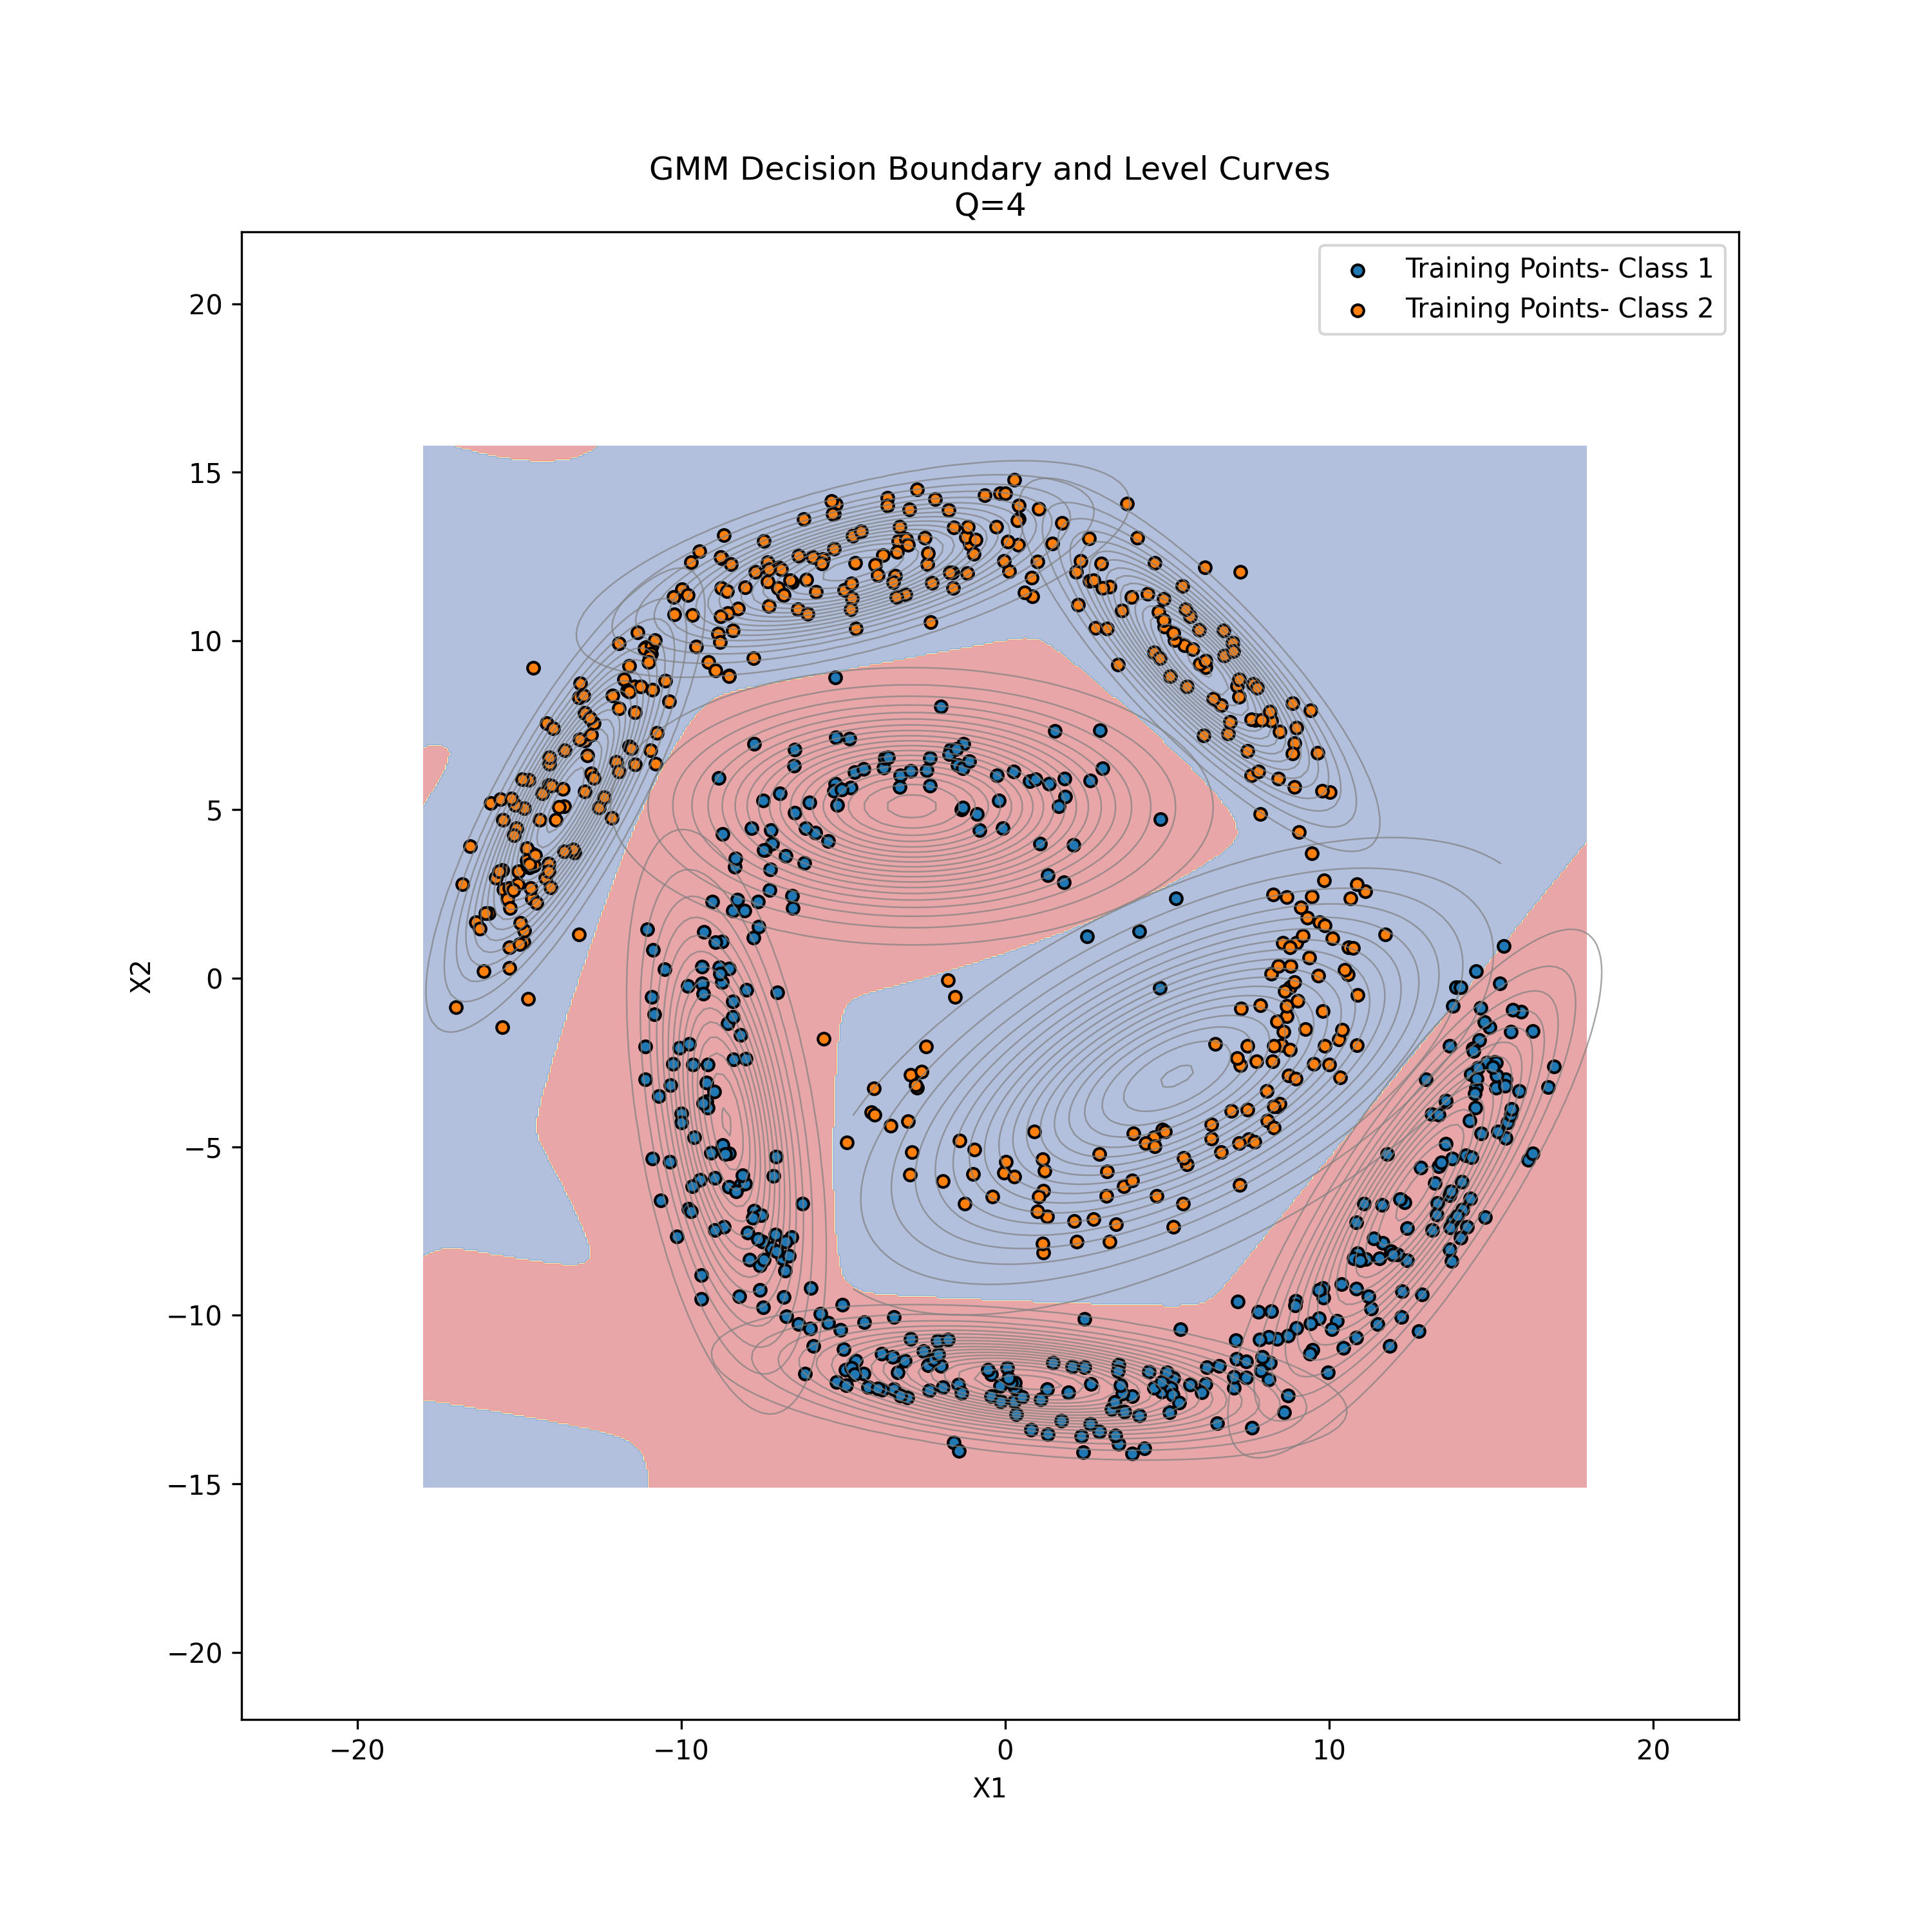 GMM Decision Boundary and Level Curves
Q=4
Training Points- Class 1
Training Points- Class 2
20
15
10
5
0
−5
−10
−15
−20
X2
−20 −10 0 10 20
X1